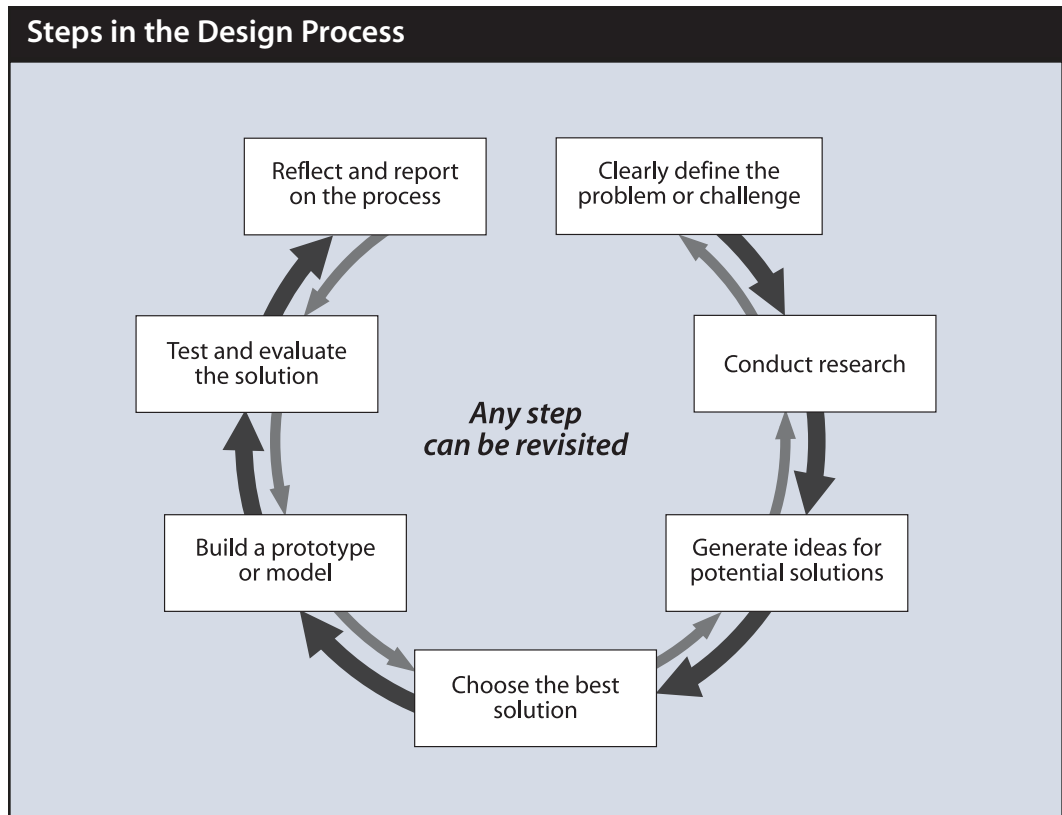 Steps in the Design Process
Reflect and report
on the process
Clearly define the
problem or challenge
Test and evaluate
the solution
Conduct research
Any step
can be revisited
Build a prototype
or model
Generate ideas for
potential solutions
Choose the best
solution